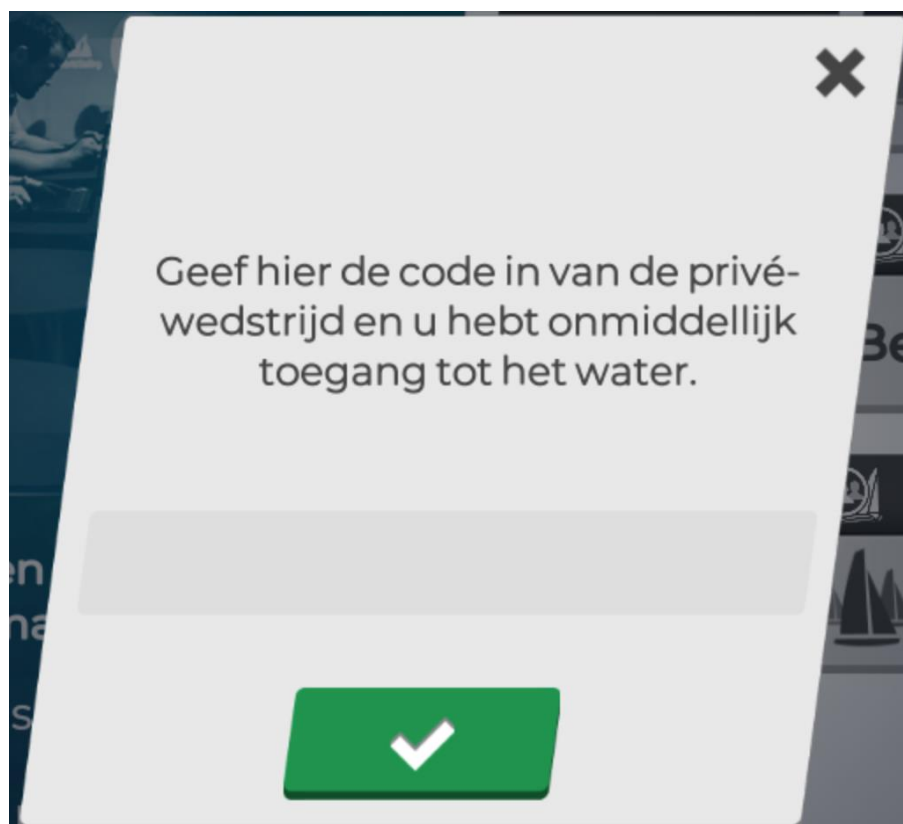 Geef hier de code in van de privé-
wedstrijd en u hebt onmiddellijk
toegang tot het water.